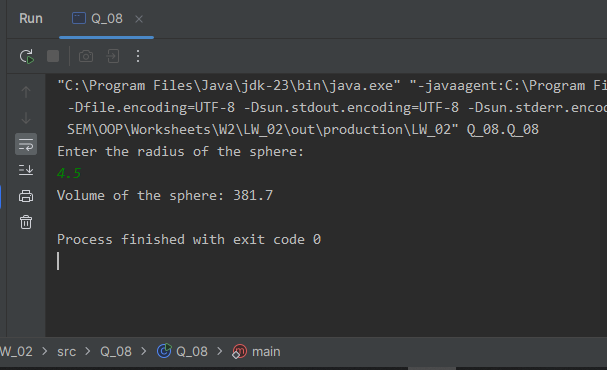 Run Q_08 ×
"C:\Program Files\Java\jdk-23\bin\java.exe" "-javaagent:C:\Program Fi
-Dfile.encoding=UTF-8 -Dsun.stdout.encoding=UTF-8 -Dsun.stderr.encod
SEM\OOP\Worksheets\W2\LW_02\out\production\LW_02" Q_08.Q_08
Enter the radius of the sphere:
4.5
Volume of the sphere: 381.7
Process finished with exit code 0
W_02 > src > Q_08 > Q_08 > main